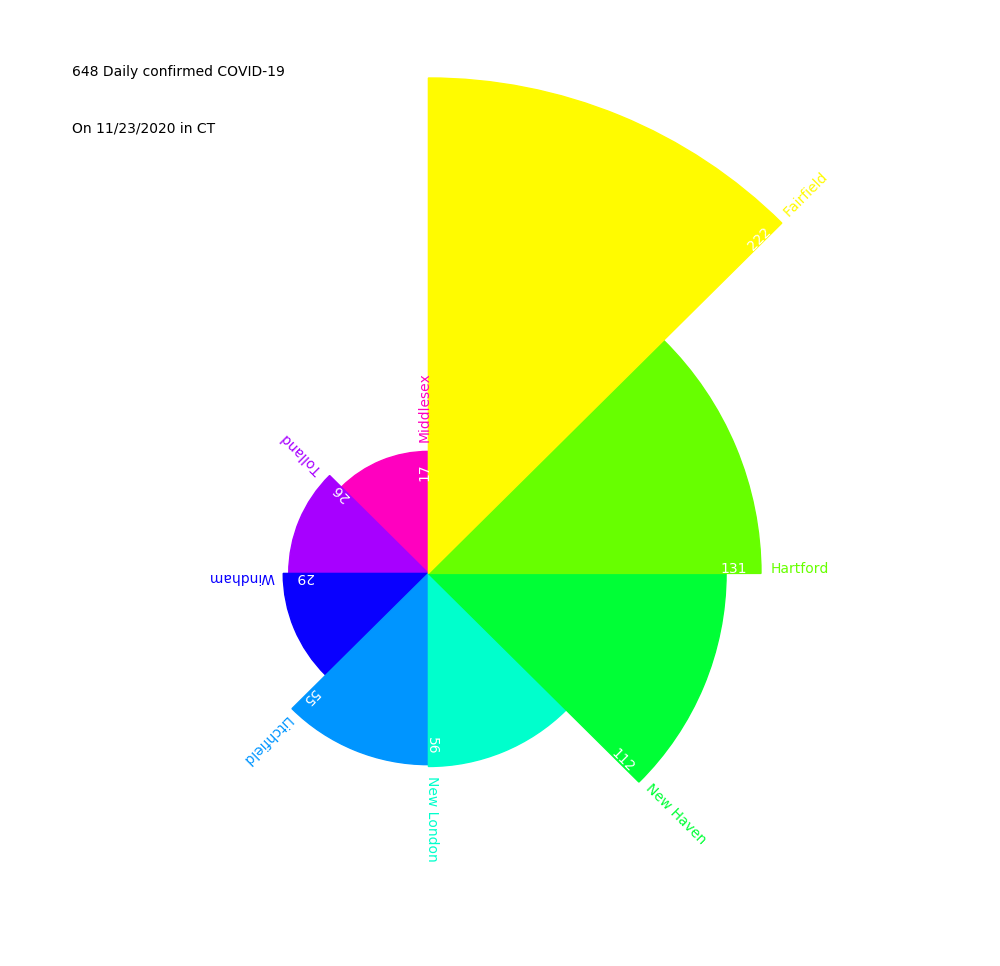 648 Daily confirmed COVID-19
On 11/23/2020 in CT
Fairfield
222
Hartford
131
New Haven
112
New London
56
Litchfield
55
Windham
29
Tolland
26
Middlesex
17